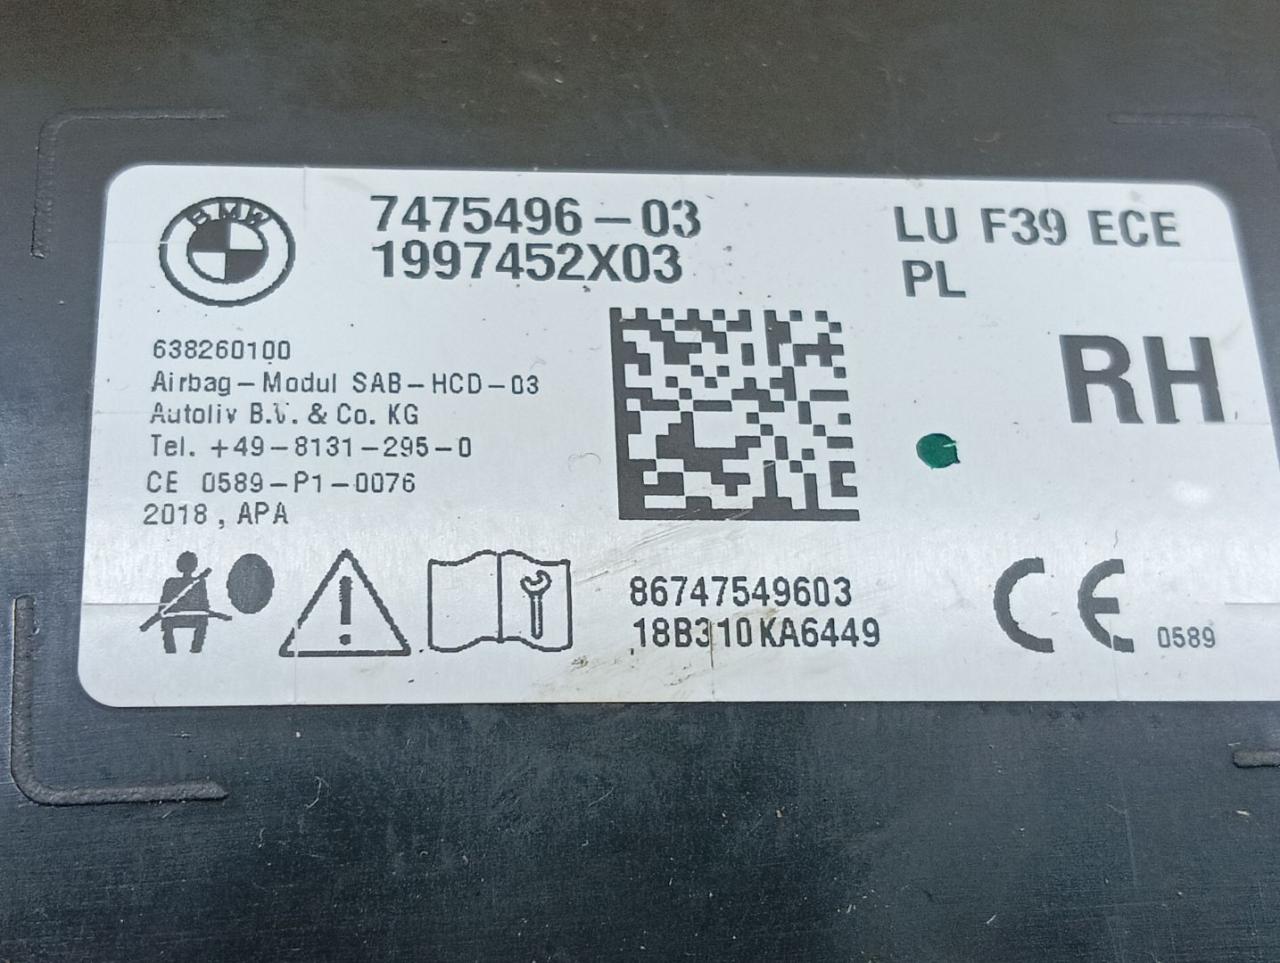 BMW
7475496-03
1997452X03
LU F39 ECE
PL
RH
638260100
Airbag-Modul SAB-HCD-03
Autoliv B.V. & Co. KG
Tel. +49-8131-295-0
CE 0589-P1-0076
2018, APA
86747549603
18B310KA6449
CE 0589